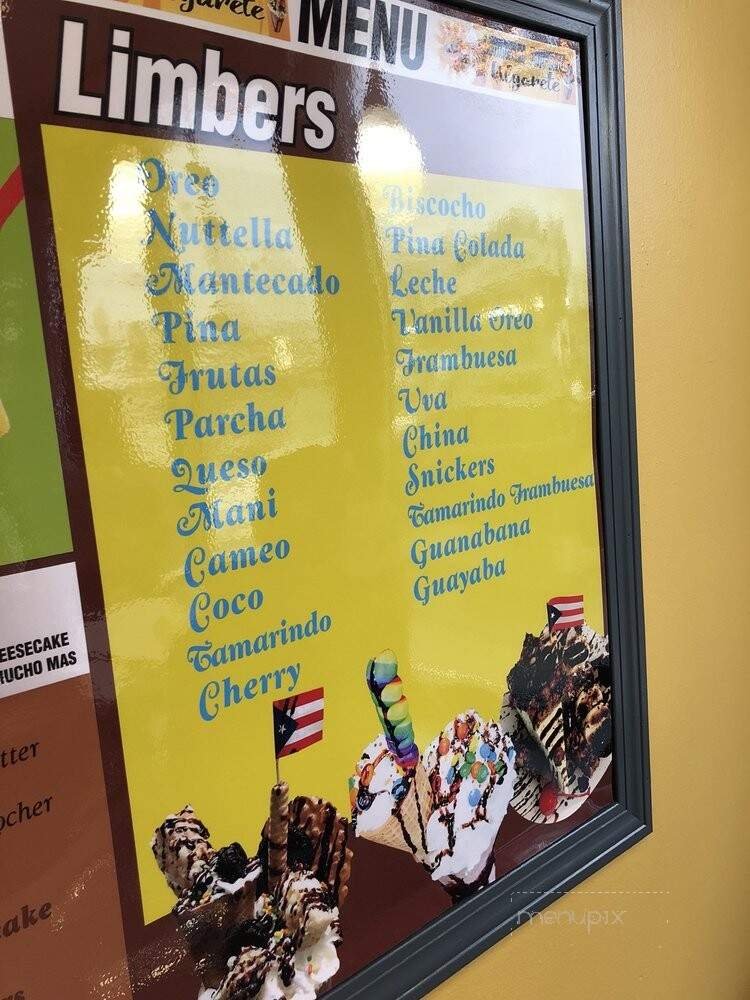 MENU
Limbers
Oreo
Nuttella
Mantecado
Pina
Frutas
Parcha
Queso
Mani
Cameo
Coco
Tamarindo
Cherry
Biscocho
Pina Colada
Leche
Vanilla Oreo
Frambuesa
Uva
China
Snickers
Tamarindo Frambuesa
Guanabana
Guayaba
EESECAKE
UCHO MAS
tter
ocher
ake
menupix